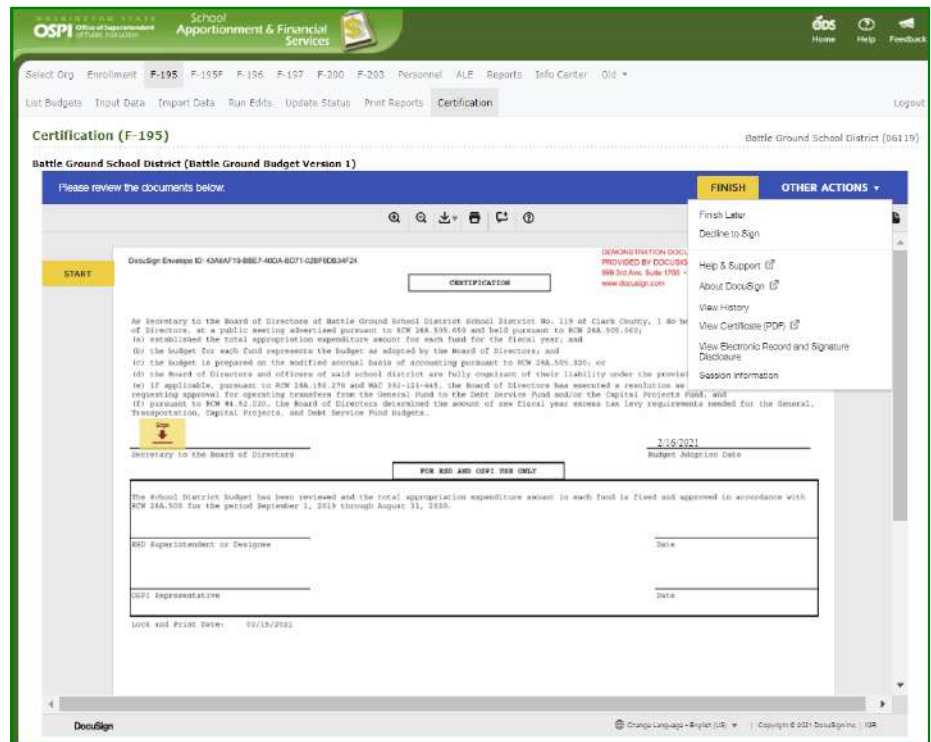 WASHINGTON STATE
OSPI Office of Superintendent of Public Instruction
School
Apportionment & Financial
Services
ODS
Home Help Feedback
Select Org Enrollment F-195 F-195F F-196 F-197 F-200 F-203 Personnel ALE Reports Info Center Old
List Budgets Input Data Import Data Run Edits Update Status Print Reports Certification Logout
Certification (F-195) Battle Ground School District (06119)
Battle Ground School District (Battle Ground Budget Version 1)
Please review the documents below. FINISH OTHER ACTIONS
Finish Later
Decline to Sign
Help & Support
About DocuSign
View History
View Certificate (PDF)
View Electronic Record and Signature
Disclosure
Session Information
START
DocuSign Envelope ID:
DEMONSTRATION DOCU
PROVIDED BY DOCUSIG
999 3rd Ave, Suite 1700
www.docusign.com
CERTIFICATION
As Secretary to the Board of Directors of Battle Ground School District School District No. 119 of Clark County, I do he
of Directors, at a public meeting advertised pursuant to RCW 28A.505.050 and held pursuant to RCW 28A.505.060;
(a) established the total appropriation expenditure amount for each fund for the fiscal year; and
(b) the budget for each fund represents the budget as adopted by the Board of Directors; and
(c) the budget is prepared on the modified accrual basis of accounting pursuant to RCW 28A.505.020; or
(d) the Board of Directors and officers of said school district are fully cognizant of their liability under the provisi
(e) if applicable, pursuant to RCW 28A.150.270 and WAC 392-121-445, the Board of Directors has executed a resolution as
requesting approval for operating transfers from the General Fund to the Debt Service Fund and/or the Capital Projects Fund, and
(f) pursuant to RCW 84.52.020, the Board of Directors determined the amount of new fiscal year excess tax levy requirements needed for the General,
Transportation, Capital Projects, and Debt Service Fund budgets.
Sign
2/16/2021
Secretary to the Board of Directors Budget Adoption Date
FOR ESD AND OSPI USE ONLY
The School District budget has been reviewed and the total appropriation expenditure amount in each fund is fixed and approved in accordance with
RCW 28A.505 for the period September 1, 2019 through August 31, 2020.
ESD Superintendent or Designee Date
OSPI Representative Date
Lock and Print Date: 02/15/2021
DocuSign Change Language - English (US) | Copyright © 2021 DocuSign Inc. |